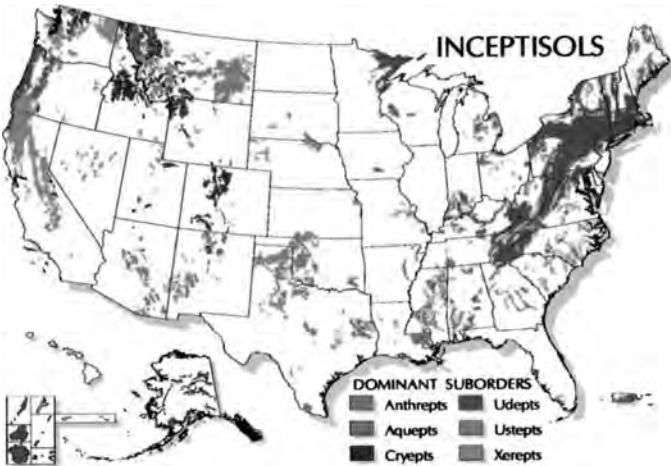 INCEPTISOLS
DOMINANT SUBORDERS
Anthrepts Udepts
Aquepts Ustepts
Cryepts Xerepts